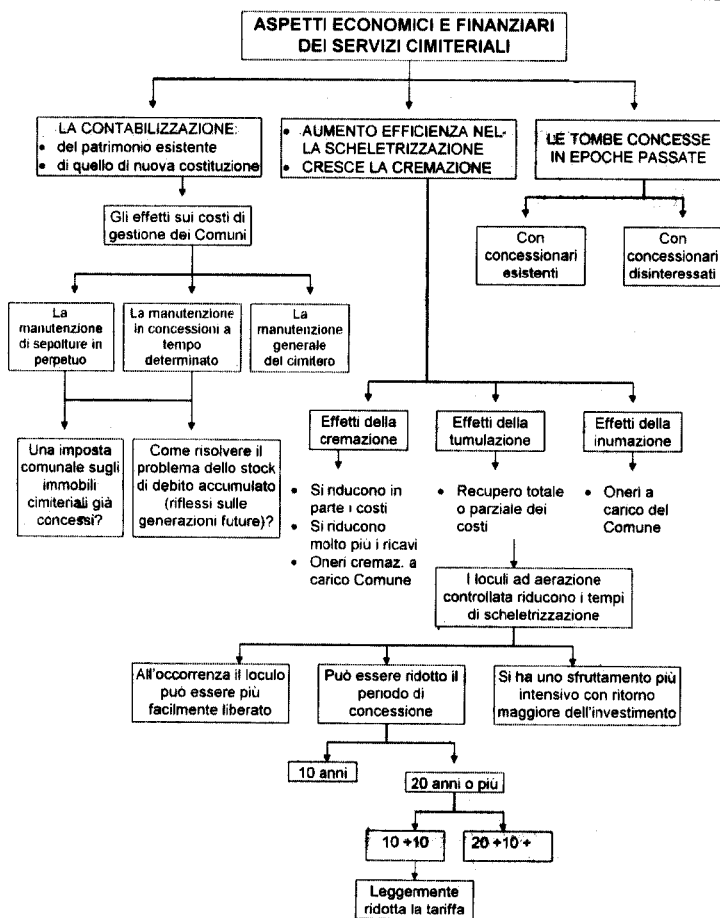 ASPETTI ECONOMICI E FINANZIARI
DEI SERVIZI CIMITERIALI
LA CONTABILIZZAZIONE:
• del patrimonio esistente
• di quello di nuova costituzione
• AUMENTO EFFICIENZA NEL-
LA SCHELETRIZZAZIONE
• CRESCE LA CREMAZIONE
LE TOMBE CONCESSE
IN EPOCHE PASSATE
Gli effetti sui costi di
gestione dei Comuni
Con
concessionari
esistenti
Con
concessionari
disinteressati
La
manutenzione
di sepolture in
perpetuo
La manutenzione
in concessioni a
tempo
determinato
La
manutenzione
generale
del cimitero
Una imposta
comunale sugli
immobili
cimiteriali già
concessi?
Come risolvere il
problema dello stock
di debito accumulato
(riflessi sulle
generazioni future)?
Effetti della
cremazione
Effetti della
tumulazione
Effetti della
inumazione
• Si riducono in
parte i costi
• Si riducono
molto più i ricavi
• Oneri cremaz. a
carico Comune
• Recupero totale
o parziale dei
costi
• Oneri a
carico del
Comune
I loculi ad aerazione
controllata riducono i tempi
di scheletrizzazione
All'occorrenza il loculo
può essere più
facilmente liberato
Può essere ridotto il
periodo di
concessione
Si ha uno sfruttamento più
intensivo con ritorno
maggiore dell'investimento
10 anni
20 anni o più
10 +10
20 +10 +
Leggermente
ridotta la tariffa